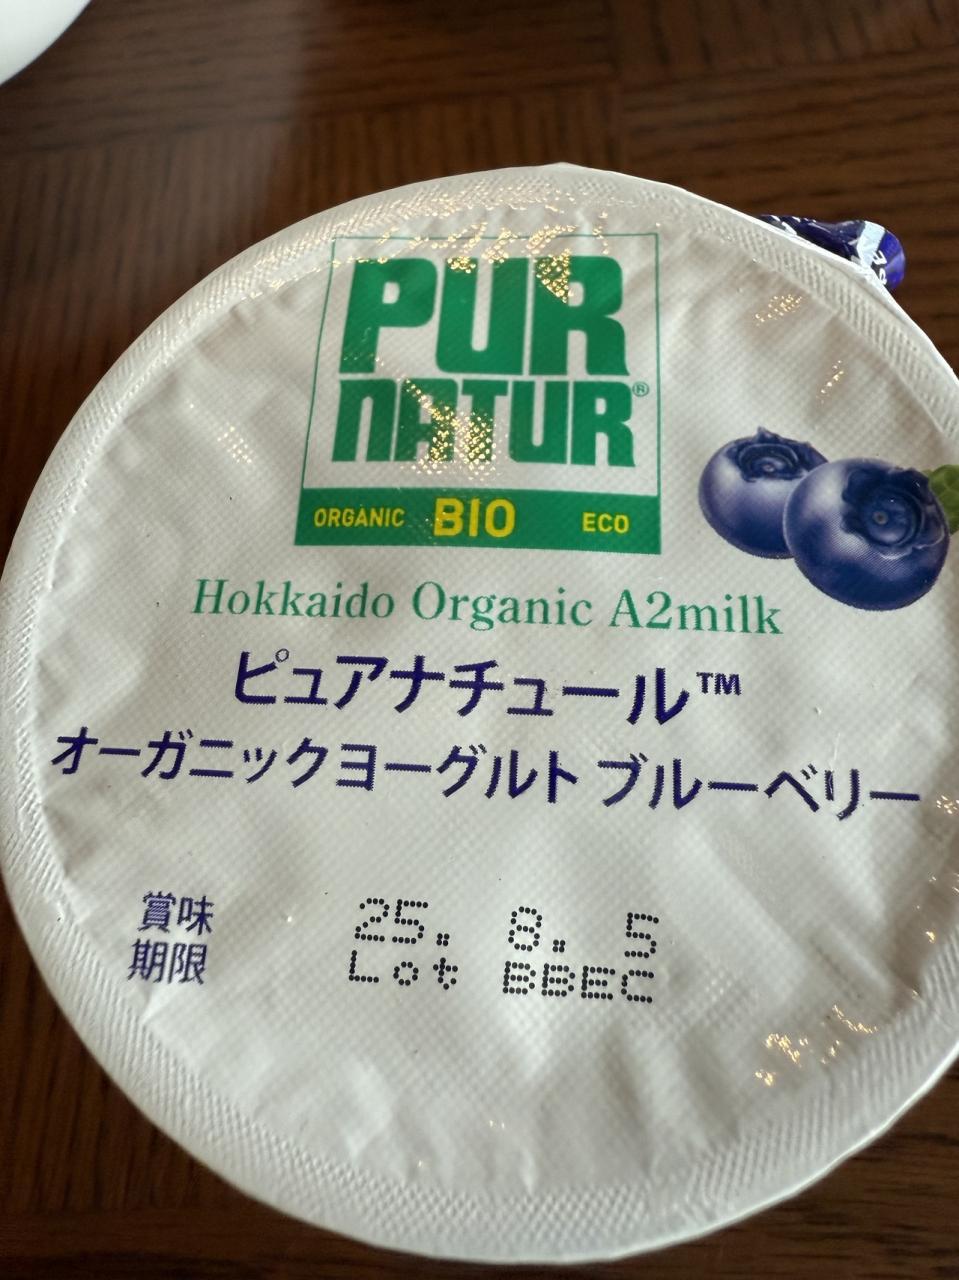 PUR
NATUR®
ORGANIC BIO ECO
Hokkaido Organic A2milk
ピュアナチュール™
オーガニックヨーグルト ブルーベリー
賞味
期限
25. 8. 5
Lot BBEC